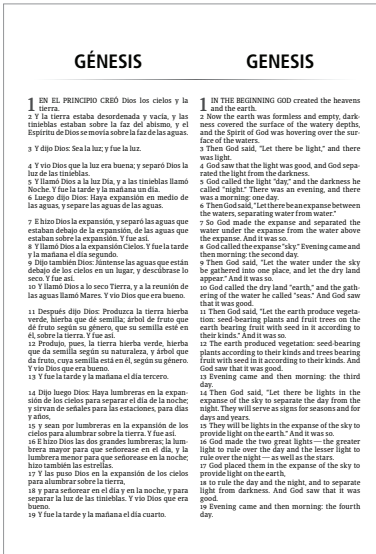 GÉNESIS
1 EN EL PRINCIPIO CREÓ Dios los cielos y la
tierra.
2 Y la tierra estaba desordenada y vacía, y las
tinieblas estaban sobre la faz del abismo, y el
Espíritu de Dios se movía sobre la faz de las aguas.
3 Y dijo Dios: Sea la luz; y fue la luz.
4 Y vio Dios que la luz era buena; y separó Dios la
luz de las tinieblas.
5 Y llamó Dios a la luz Día, y a las tinieblas llamó
Noche. Y fue la tarde y la mañana un día.
6 Luego dijo Dios: Haya expansión en medio de
las aguas, y separe las aguas de las aguas.
7 E hizo Dios la expansión, y separó las aguas que
estaban debajo de la expansión, de las aguas que
estaban sobre la expansión. Y fue así.
8 Y llamó Dios a la expansión Cielos. Y fue la tarde
y la mañana el día segundo.
9 Dijo también Dios: Júntense las aguas que están
debajo de los cielos en un lugar, y descúbrase lo
seco. Y fue así.
10 Y llamó Dios a lo seco Tierra, y a la reunión de
las aguas llamó Mares. Y vio Dios que era bueno.
11 Después dijo Dios: Produzca la tierra hierba
verde, hierba que dé semilla; árbol de fruto que
dé fruto según su género, que su semilla esté en
él, sobre la tierra. Y fue así.
12 Produjo, pues, la tierra hierba verde, hierba
que da semilla según su naturaleza, y árbol que
da fruto, cuya semilla está en él, según su género.
Y vio Dios que era bueno.
13 Y fue la tarde y la mañana el día tercero.
14 Dijo luego Dios: Haya lumbreras en la expan-
sión de los cielos para separar el día de la noche;
y sirvan de señales para las estaciones, para días
y años,
15 y sean por lumbreras en la expansión de los
cielos para alumbrar sobre la tierra. Y fue así.
16 E hizo Dios las dos grandes lumbreras; la lum-
brera mayor para que señorease en el día, y la
lumbrera menor para que señorease en la noche;
hizo también las estrellas.
17 Y las puso Dios en la expansión de los cielos
para alumbrar sobre la tierra,
18 y para señorear en el día y en la noche, y para
separar la luz de las tinieblas. Y vio Dios que era
bueno.
19 Y fue la tarde y la mañana el día cuarto.
GENESIS
1 IN THE BEGINNING GOD created the heavens
and the earth.
2 Now the earth was formless and empty, dark-
ness covered the surface of the watery depths,
and the Spirit of God was hovering over the sur-
face of the waters.
3 Then God said, "Let there be light," and there
was light.
4 God saw that the light was good, and God sepa-
rated the light from the darkness.
5 God called the light "day," and the darkness he
called "night." There was an evening, and there
was a morning: one day.
6 Then God said, "Let there be an expanse between
the waters, separating water from water."
7 So God made the expanse and separated the
water under the expanse from the water above
the expanse. And it was so.
8 God called the expanse "sky." Evening came and
then morning: the second day.
9 Then God said, "Let the water under the sky
be gathered into one place, and let the dry land
appear." And it was so.
10 God called the dry land "earth," and the gath-
ering of the water he called "seas." And God saw
that it was good.
11 Then God said, "Let the earth produce vegeta-
tion: seed-bearing plants and fruit trees on the
earth bearing fruit with seed in it according to
their kinds." And it was so.
12 The earth produced vegetation: seed-bearing
plants according to their kinds and trees bearing
fruit with seed in it according to their kinds. And
God saw that it was good.
13 Evening came and then morning: the third
day.
14 Then God said, "Let there be lights in the
expanse of the sky to separate the day from the
night. They will serve as signs for seasons and for
days and years.
15 They will be lights in the expanse of the sky to
provide light on the earth." And it was so.
16 God made the two great lights — the greater
light to rule over the day and the lesser light to
rule over the night — as well as the stars.
17 God placed them in the expanse of the sky to
provide light on the earth,
18 to rule the day and the night, and to separate
light from darkness. And God saw that it was
good.
19 Evening came and then morning: the fourth
day.